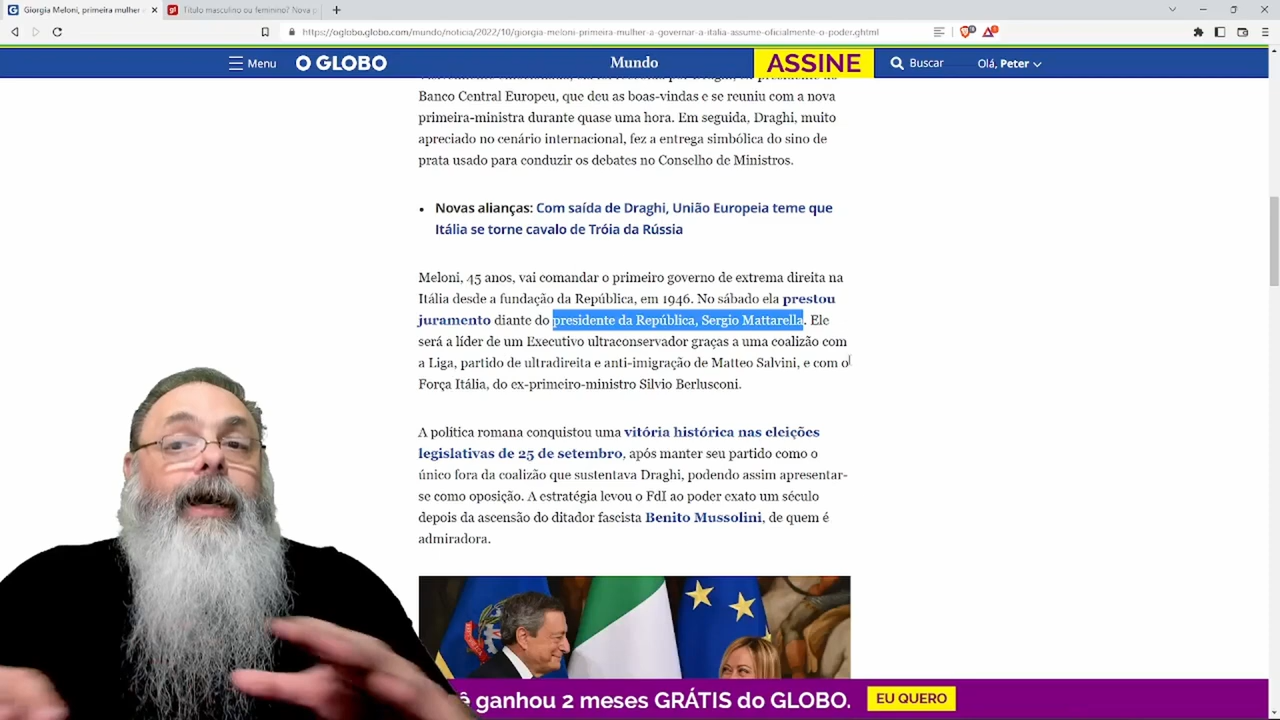 Giorgia Meloni, primeira mulher
Título masculino ou feminino? Nova p
https://oglobo.globo.com/mundo/noticia/2022/10/giorgia-meloni-primeira-mulher-a-governar-a-italia-assume-oficialmente-o-poder.ghtml
Menu
O GLOBO
Mundo
ASSINE
Buscar
Olá, Peter
Banco Central Europeu, que deu as boas-vindas e se reuniu com a nova
primeira-ministra durante quase uma hora. Em seguida, Draghi, muito
apreciado no cenário internacional, fez a entrega simbólica do sino de
prata usado para conduzir os debates no Conselho de Ministros.
• Novas alianças: Com saída de Draghi, União Europeia teme que
Itália se torne cavalo de Tróia da Rússia
Meloni, 45 anos, vai comandar o primeiro governo de extrema direita na
Itália desde a fundação da República, em 1946. No sábado ela prestou
juramento diante do presidente da República, Sergio Mattarella. Ele
será a líder de um Executivo ultraconservador graças a uma coalizão com
a Liga, partido de ultradireita e anti-imigração de Matteo Salvini, e com o
Força Itália, do ex-primeiro-ministro Silvio Berlusconi.
A política romana conquistou uma vitória histórica nas eleições
legislativas de 25 de setembro, após manter seu partido como o
único fora da coalizão que sustentava Draghi, podendo assim apresentar-
se como oposição. A estratégia levou o FdI ao poder exato um século
depois da ascensão do ditador fascista Benito Mussolini, de quem é
admiradora.
ê ganhou 2 meses GRÁTIS do GLOBO.
EU QUERO